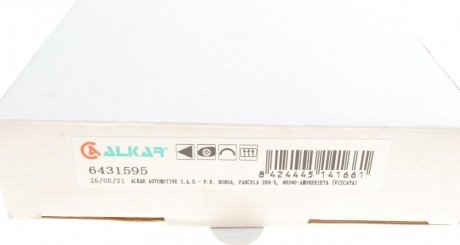 ALKAR
6431595
8 424445 141661
25/05/21 ALKAR AUTOMOTIVE S.A.U.- P.E. BOROA, PARCELA 2B4-5, 48340-AMOREBIETA (VIZCAYA)